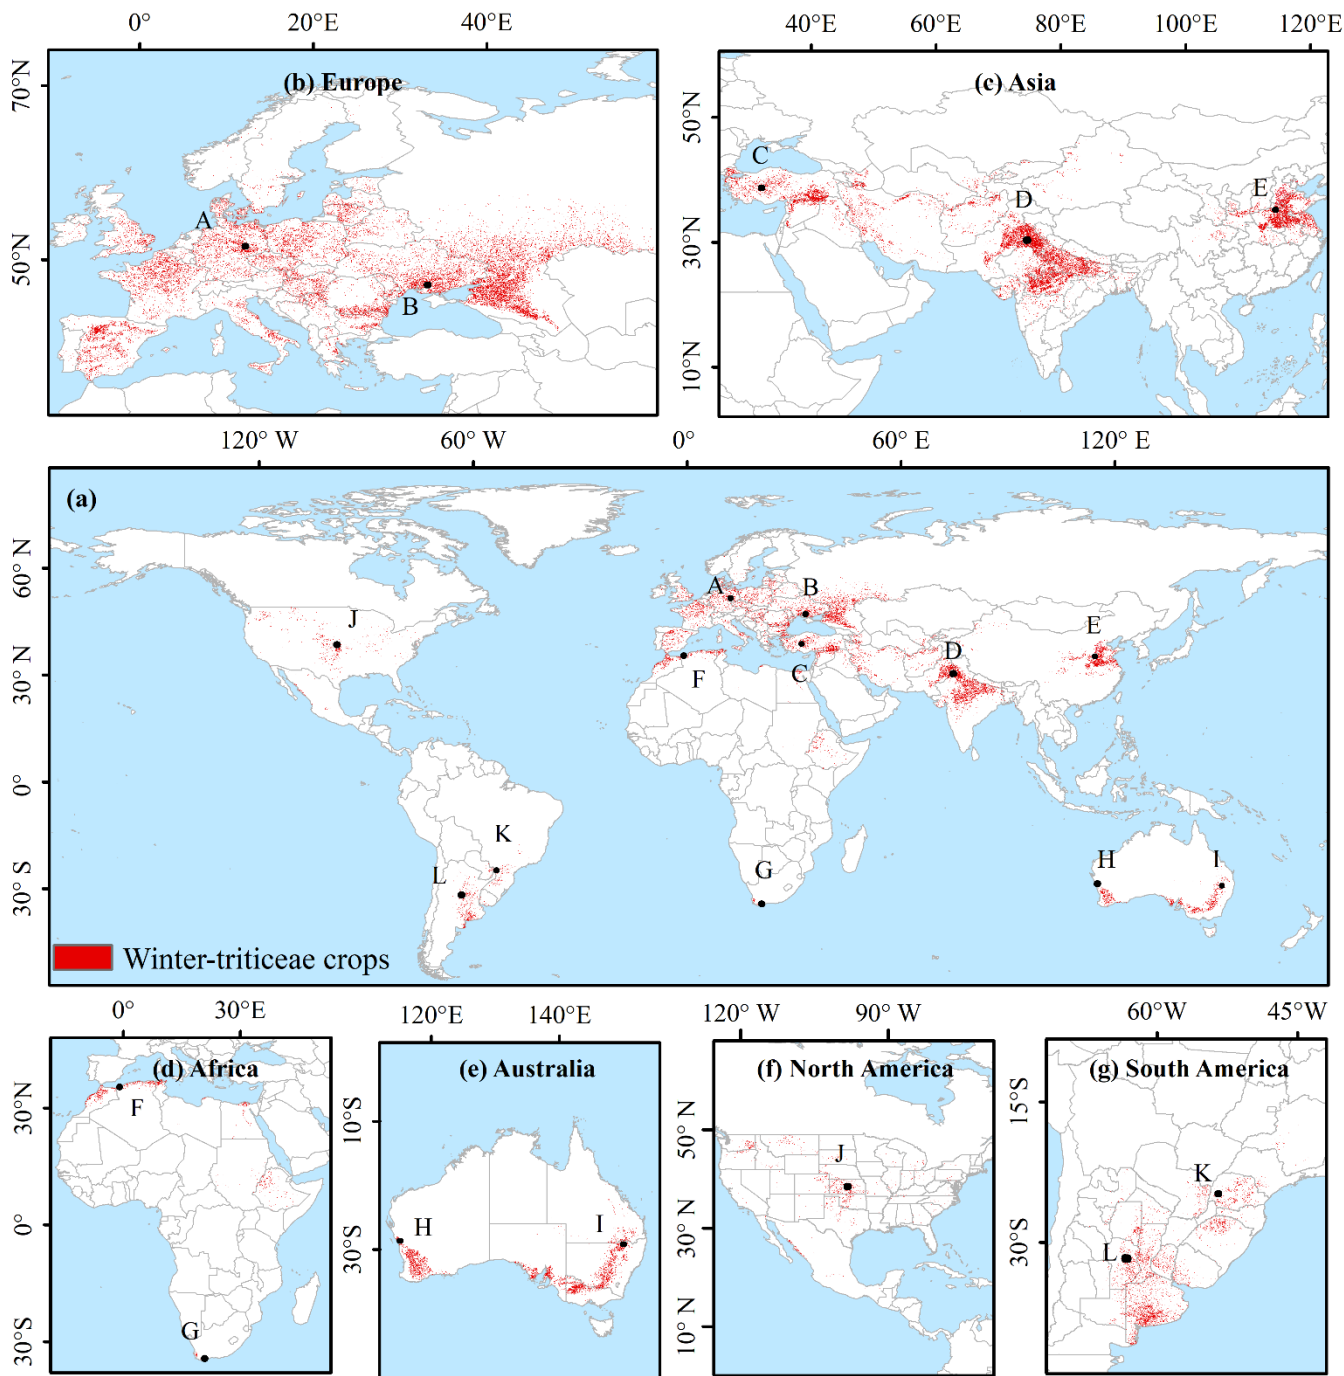 0° 20°E 40°E
40°E 60°E 80°E 100°E 120°E
70°N
50°N
(b) Europe
A
B
50°N
30°N
10°N
(c) Asia
C
D
E
120° W 60° W 0° 60° E 120° E
60° N
30° N
0°
30° S
(a)
A
B
J
E
D
C
F
K
L
G
H
I
Winter-triticeae crops
0° 30°E
30°N
0°
30°S
(d) Africa
F
G
120°E 140°E
10°S
30°S
(e) Australia
H
I
120° W 90° W
50° N
30° N
10° N
(f) North America
J
60°W 45°W
15°S
30°S
(g) South America
K
L